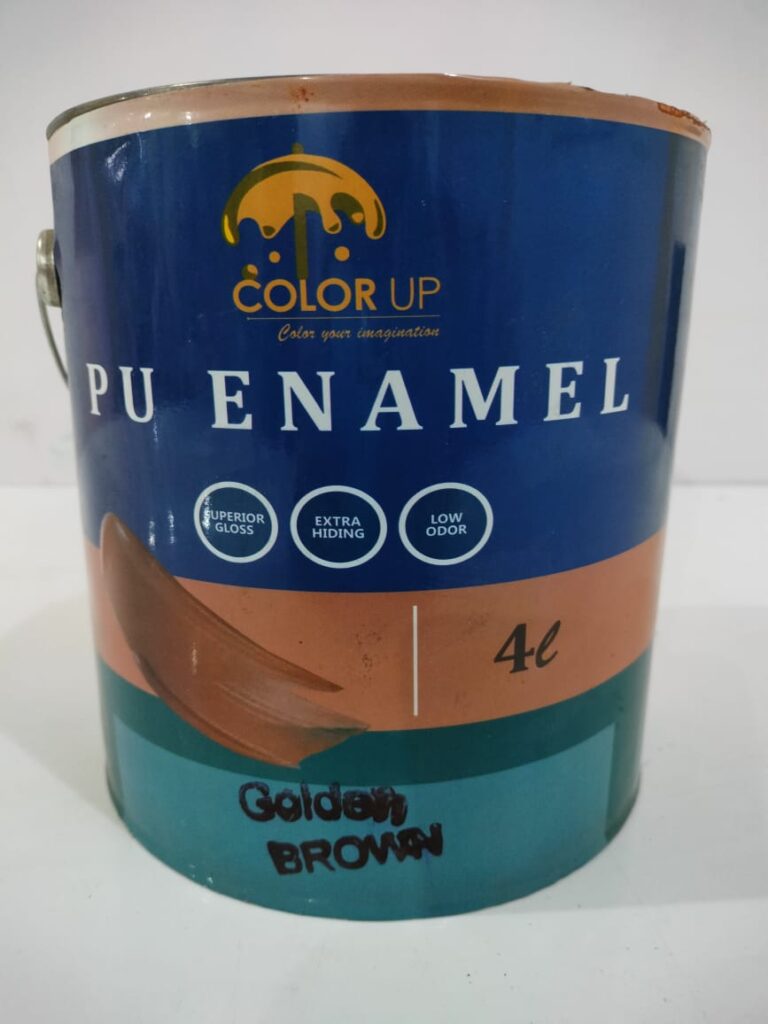 COLOR UP
Color your imagination
PU ENAMEL
SUPERIOR
GLOSS
EXTRA
HIDING
LOW
ODOR
4l
Golden
BROWN